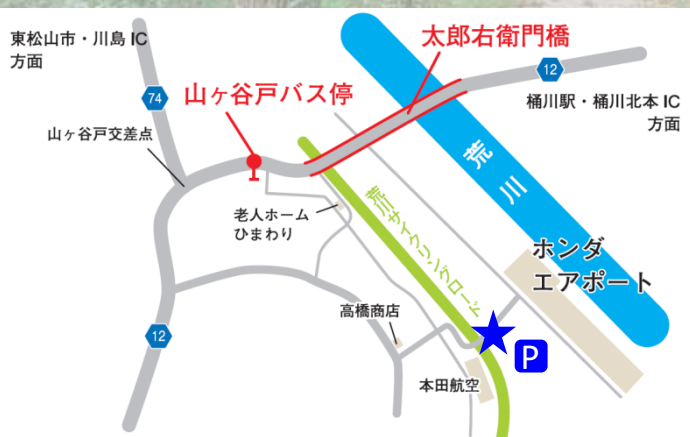 東松山市・川島 IC
方面
74
山ヶ谷戸交差点
山ヶ谷戸バス停
太郎右衛門橋
12
桶川駅・桶川北本 IC
方面
荒川
老人ホーム
ひまわり
荒川サイクリングロード
ホンダ
エアポート
高橋商店
12
P
本田航空